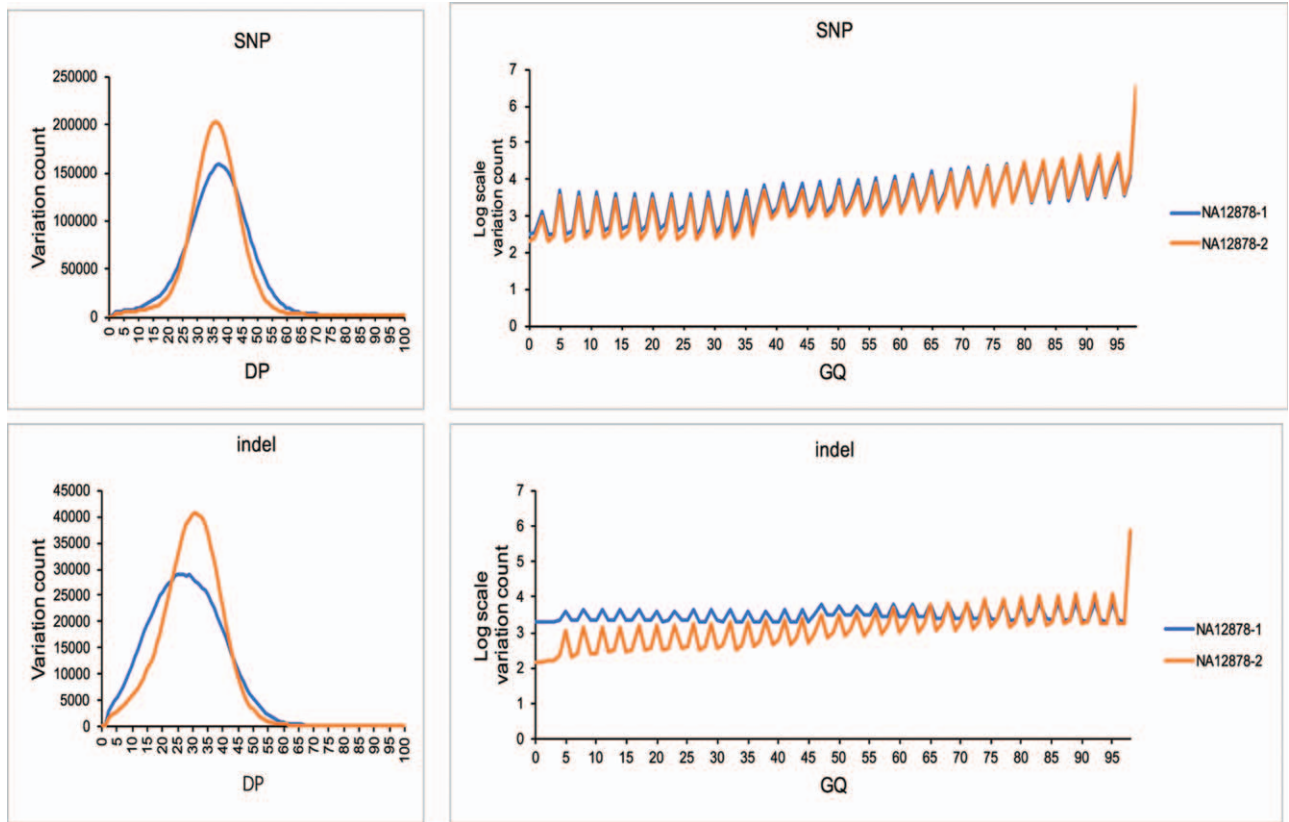 SNP
250000
200000
150000
100000
50000
0
Variation count
0 5 10 15 20 25 30 35 40 45 50 55 60 65 70 75 80 85 90 95 100
DP
SNP
7
6
5
4
3
2
1
0
Log scale
variation count
0 5 10 15 20 25 30 35 40 45 50 55 60 65 70 75 80 85 90 95
GQ
NA12878-1
NA12878-2
indel
45000
40000
35000
30000
25000
20000
15000
10000
5000
0
Variation count
0 5 10 15 20 25 30 35 40 45 50 55 60 65 70 75 80 85 90 95 100
DP
indel
7
6
5
4
3
2
1
0
Log scale
variation count
0 5 10 15 20 25 30 35 40 45 50 55 60 65 70 75 80 85 90 95
GQ
NA12878-1
NA12878-2